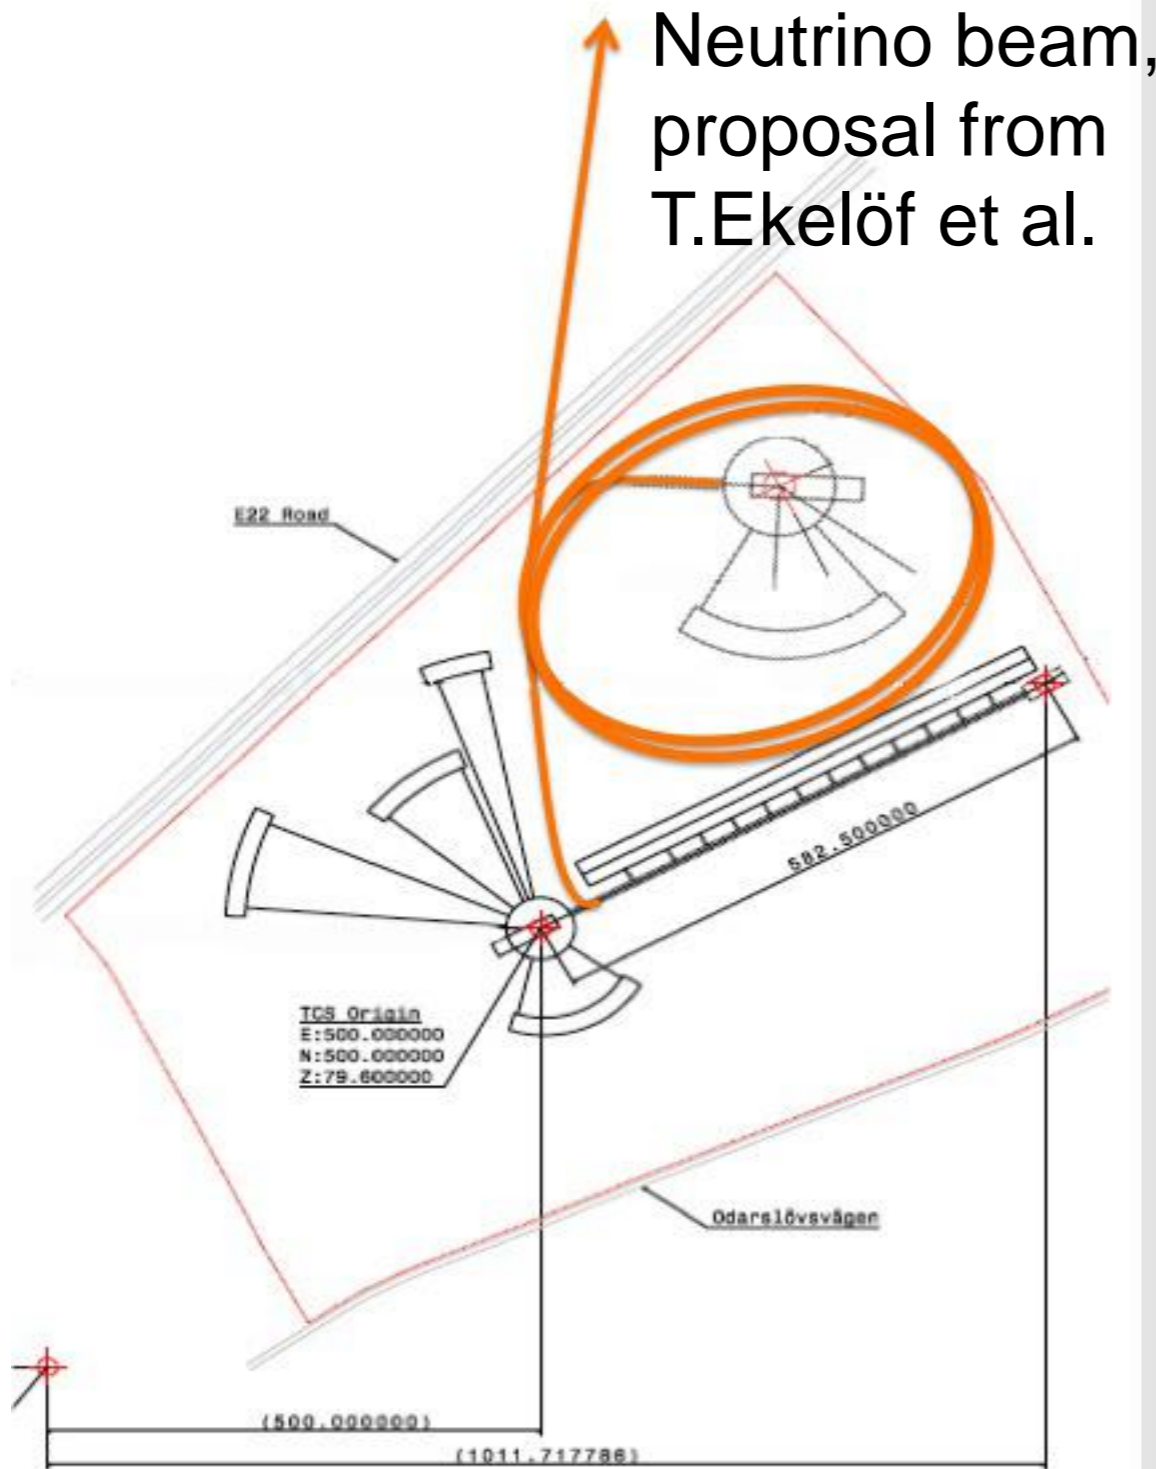 Neutrino beam,
proposal from
T.Ekelöf et al.
E22 Road
582.500000
TCS Origin
E:500.000000
N:500.000000
Z:79.600000
Odarslövsvägen
(500.000000)
(1011.717786)